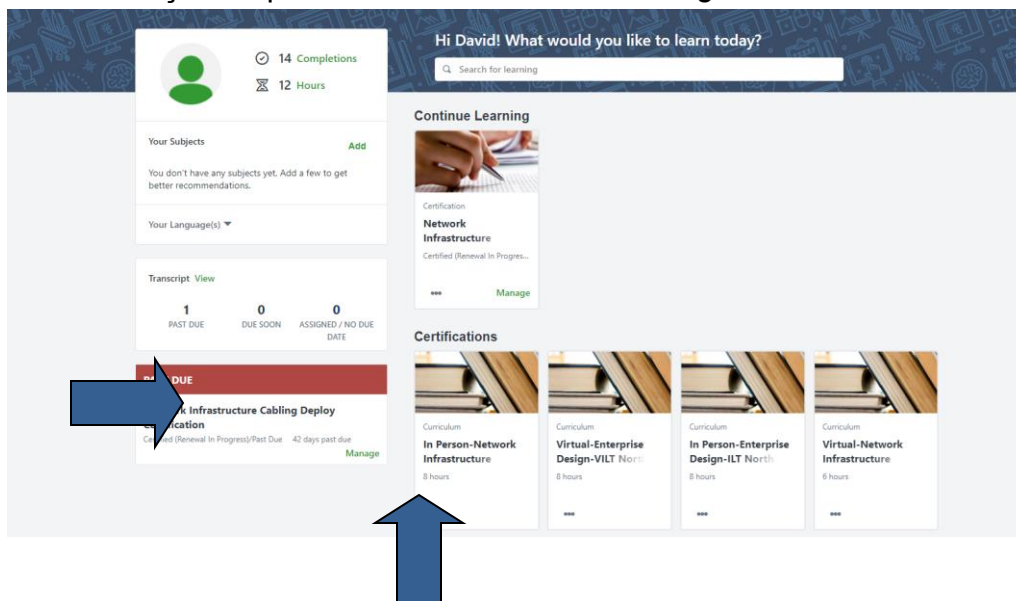 Hi David! What would you like to learn today?
Search for learning
14 Completions
12 Hours
Your Subjects
Add
You don't have any subjects yet. Add a few to get
better recommendations.
Your Language(s)
Transcript View
1
PAST DUE
0
DUE SOON
0
ASSIGNED / NO DUE
DATE
DUE
Infrastructure Cabling Deploy
(Renewal In Progress)/Past Due 42 days past due
Manage
Continue Learning
Certification
Network
Infrastructure
Certified (Renewal In Progres...
Manage
Certifications
Curriculum
In Person-Network
Infrastructure
8 hours
Curriculum
Virtual-Enterprise
Design-VILT Nort
8 hours
Curriculum
In Person-Enterprise
Design-ILT North
8 hours
Curriculum
Virtual-Network
Infrastructure
6 hours